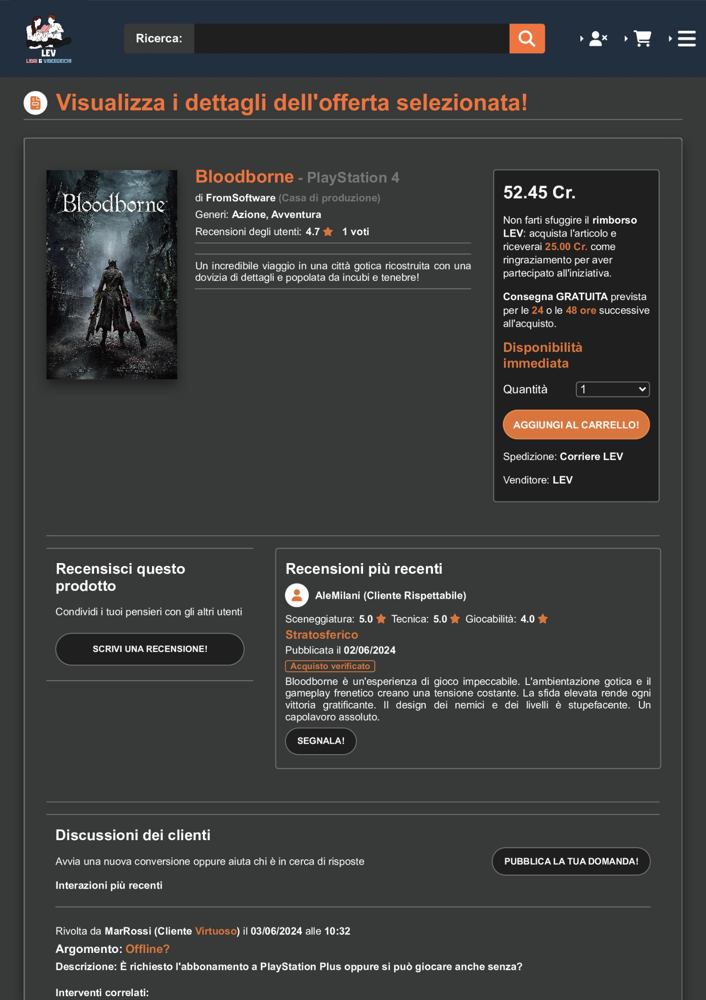 LEV
LIBRI & VIDEOGIOCHI
Ricerca:
Visualizza i dettagli dell'offerta selezionata!
Bloodborne
Bloodborne - PlayStation 4
di FromSoftware (Casa di produzione)
Generi: Azione, Avventura
Recensioni degli utenti: 4.7 1 voti
Un incredibile viaggio in una città gotica ricostruita con una
dovizia di dettagli e popolata da incubi e tenebre!
52.45 Cr.
Non farti sfuggire il rimborso
LEV: acquista l'articolo e
riceverai 25.00 Cr. come
ringraziamento per aver
partecipato all'iniziativa.
Consegna GRATUITA prevista
per le 24 o le 48 ore successive
all'acquisto.
Disponibilità
immediata
Quantità 1
AGGIUNGI AL CARRELLO!
Spedizione: Corriere LEV
Venditore: LEV
Recensisci questo
prodotto
Condividi i tuoi pensieri con gli altri utenti
SCRIVI UNA RECENSIONE!
Recensioni più recenti
AleMilani (Cliente Rispettabile)
Sceneggiatura: 5.0 Tecnica: 5.0 Giocabilità: 4.0
Stratosferico
Pubblicata il 02/06/2024
Acquisto verificato
Bloodborne è un'esperienza di gioco impeccabile. L'ambientazione gotica e il
gameplay frenetico creano una tensione costante. La sfida elevata rende ogni
vittoria gratificante. Il design dei nemici e dei livelli è stupefacente. Un
capolavoro assoluto.
SEGNALA!
Discussioni dei clienti
Avvia una nuova conversione oppure aiuta chi è in cerca di risposte
PUBBLICA LA TUA DOMANDA!
Interazioni più recenti
Rivolta da MarRossi (Cliente Virtuoso) il 03/06/2024 alle 10:32
Argomento: Offline?
Descrizione: È richiesto l'abbonamento a PlayStation Plus oppure si può giocare anche senza?
Interventi correlati: